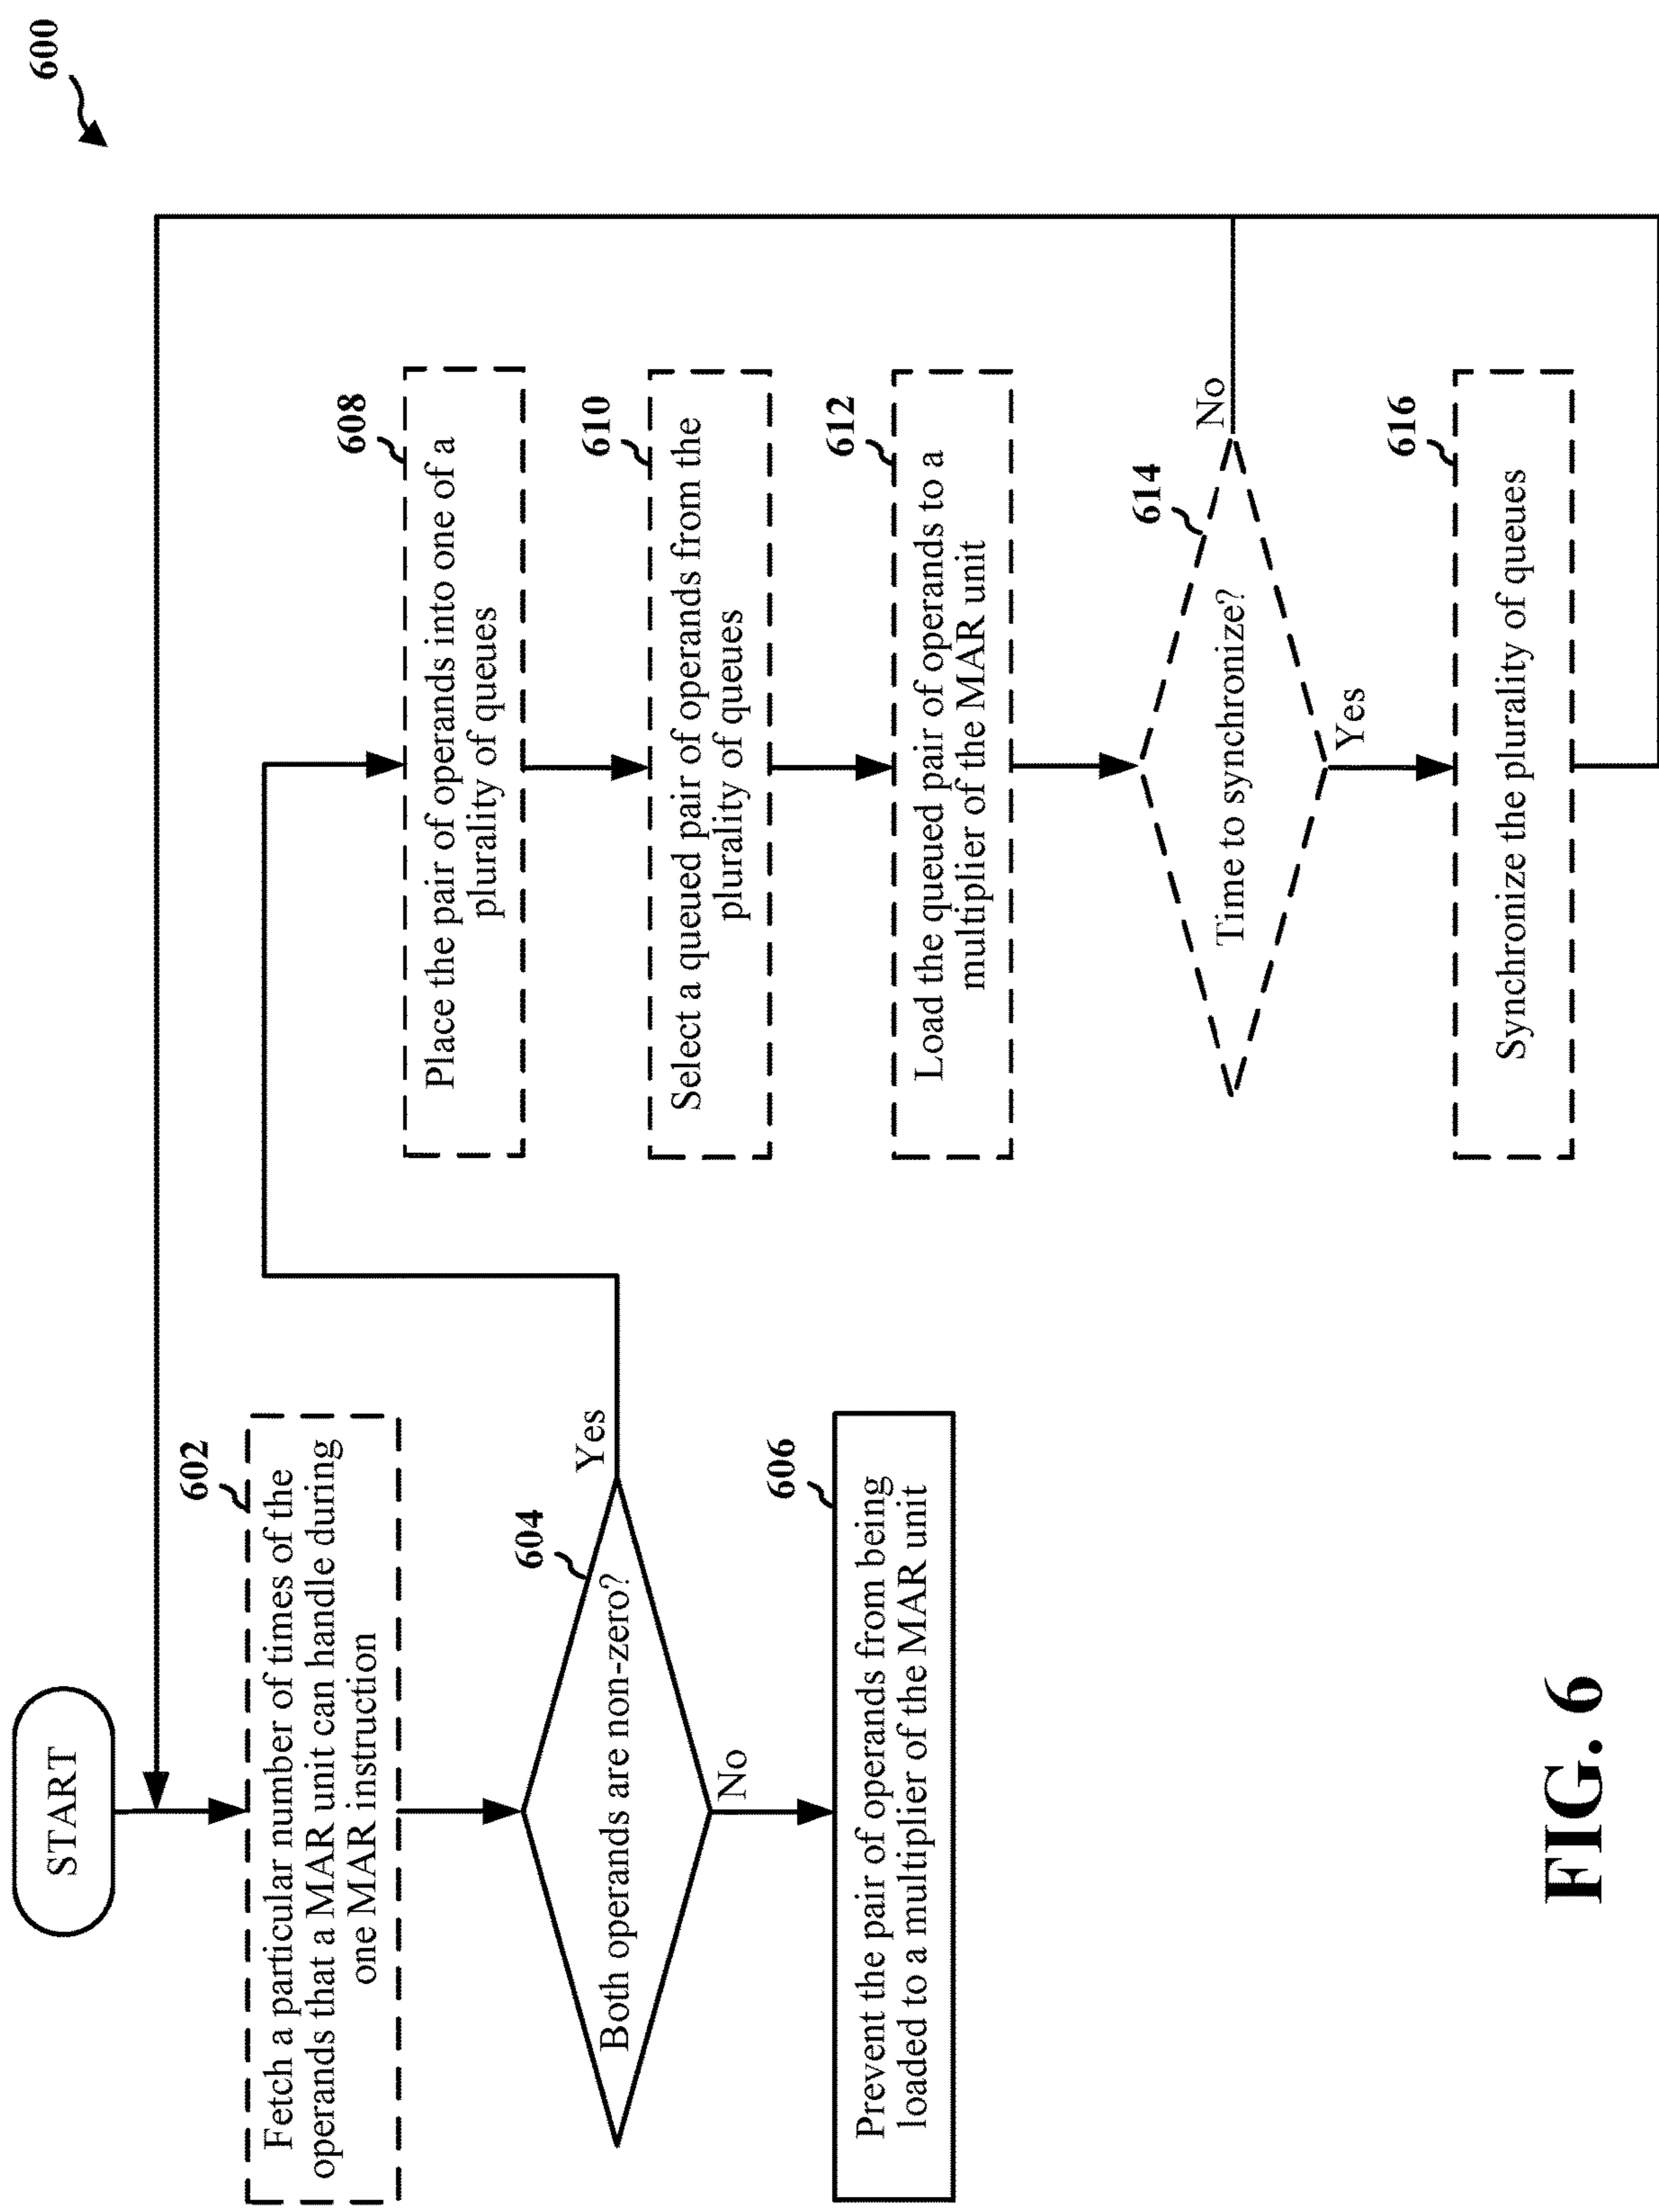 600
START
602
Fetch a particular number of times of the
operands that a MAR unit can handle during
one MAR instruction
604
Both operands are non-zero?
Yes
No
606
Prevent the pair of operands from being
loaded to a multiplier of the MAR unit
608
Place the pair of operands into one of a
plurality of queues
610
Select a queued pair of operands from the
plurality of queues
612
Load the queued pair of operands to a
multiplier of the MAR unit
614
Time to synchronize?
No
Yes
616
Synchronize the plurality of queues
FIG. 6